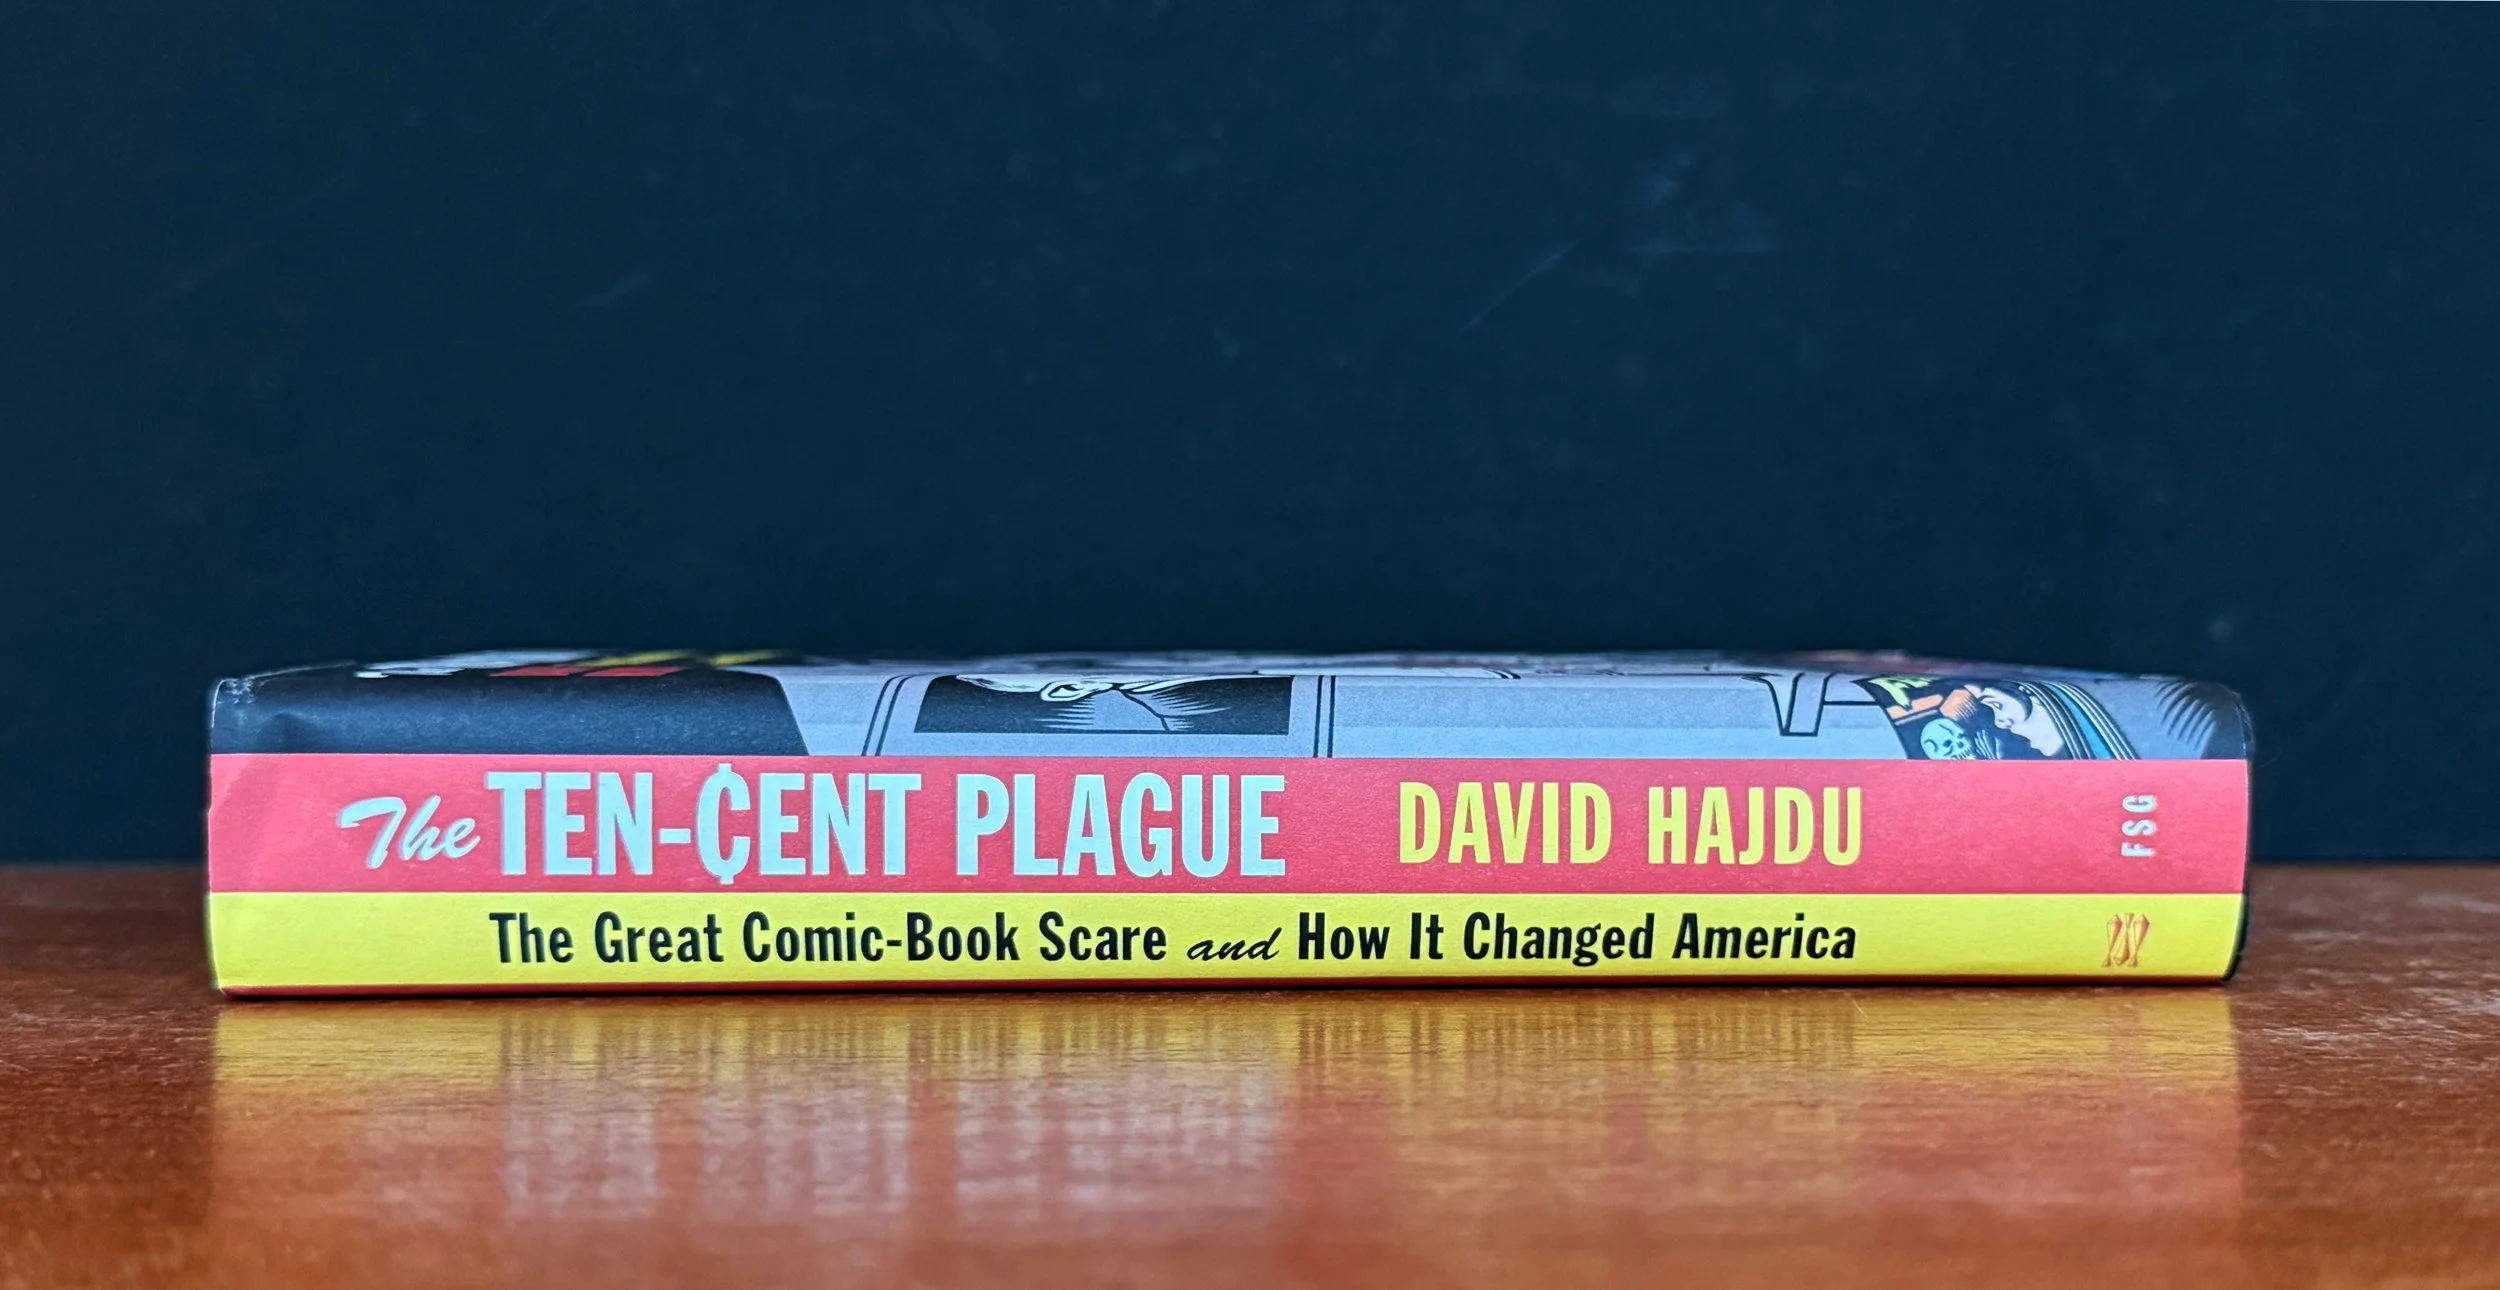 The TEN-¢ENT PLAGUE DAVID HAJDU FSG
The Great Comic-Book Scare and How It Changed America